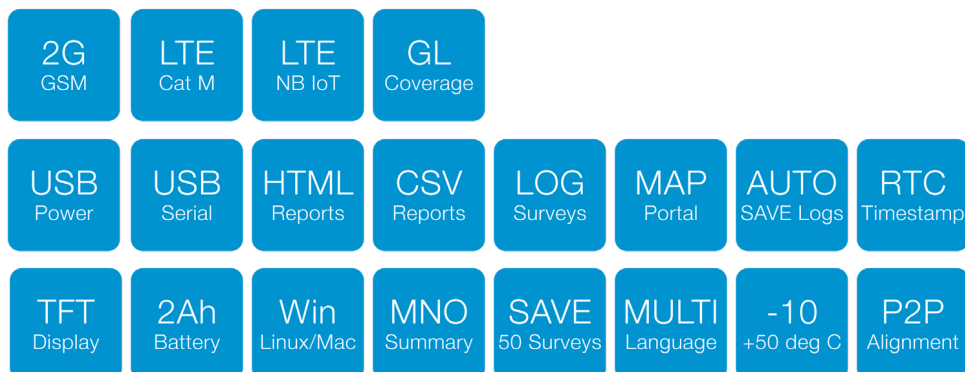 2G
GSM
LTE
Cat M
LTE
NB IoT
GL
Coverage
USB
Power
USB
Serial
HTML
Reports
CSV
Reports
LOG
Surveys
MAP
Portal
AUTO
SAVE Logs
RTC
Timestamp
TFT
Display
2Ah
Battery
Win
Linux/Mac
MNO
Summary
SAVE
50 Surveys
MULTI
Language
-10
+50 deg C
P2P
Alignment